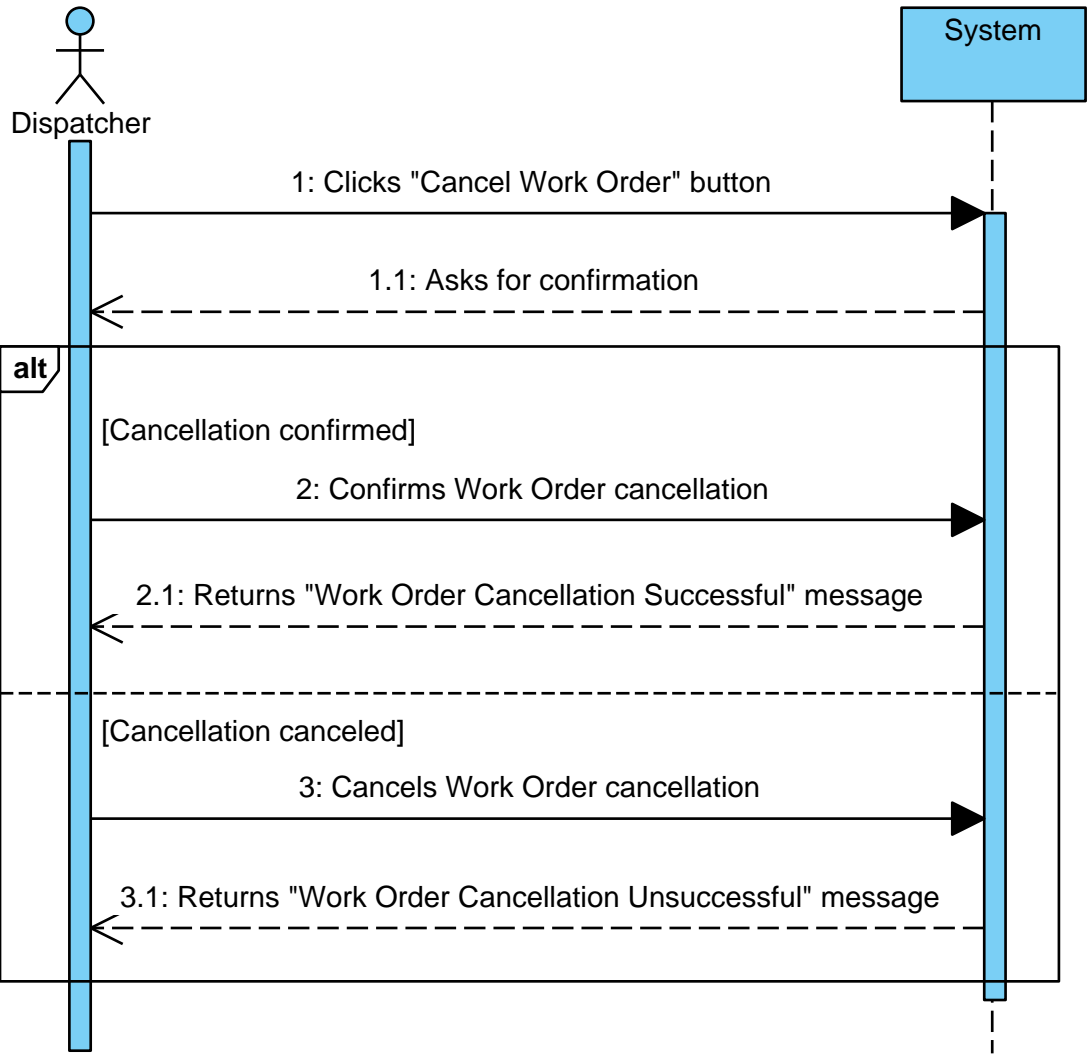 System
Dispatcher
1: Clicks "Cancel Work Order" button
1.1: Asks for confirmation
alt
[Cancellation confirmed]
2: Confirms Work Order cancellation
2.1: Returns "Work Order Cancellation Successful" message
[Cancellation canceled]
3: Cancels Work Order cancellation
3.1: Returns "Work Order Cancellation Unsuccessful" message